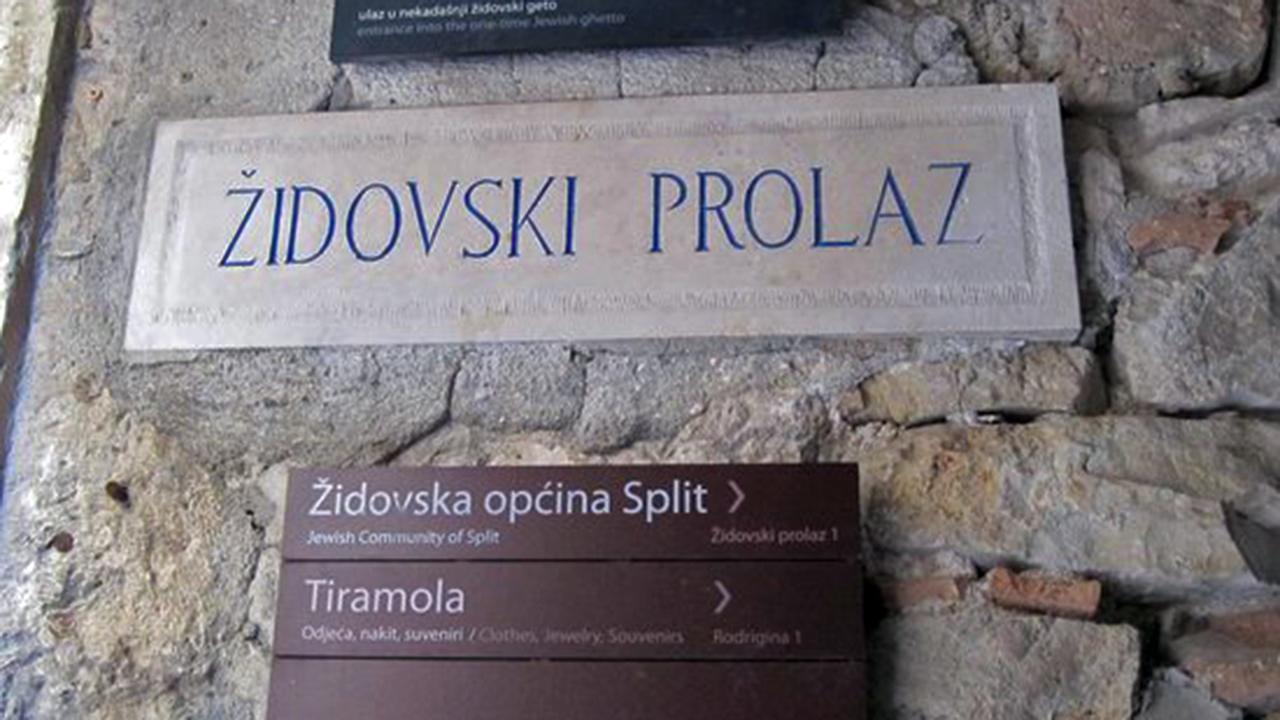 ulaz u nekadašnji židovski geto
entrance into the one-time Jewish ghetto
ŽIDOVSKI PROLAZ
Židovska općina Split
Jewish Community of Split Židovski prolaz 1
Tiramola
Odjeća, nakit, suveniri / Clothes, Jewelry, Souvenirs Rodrigina 1